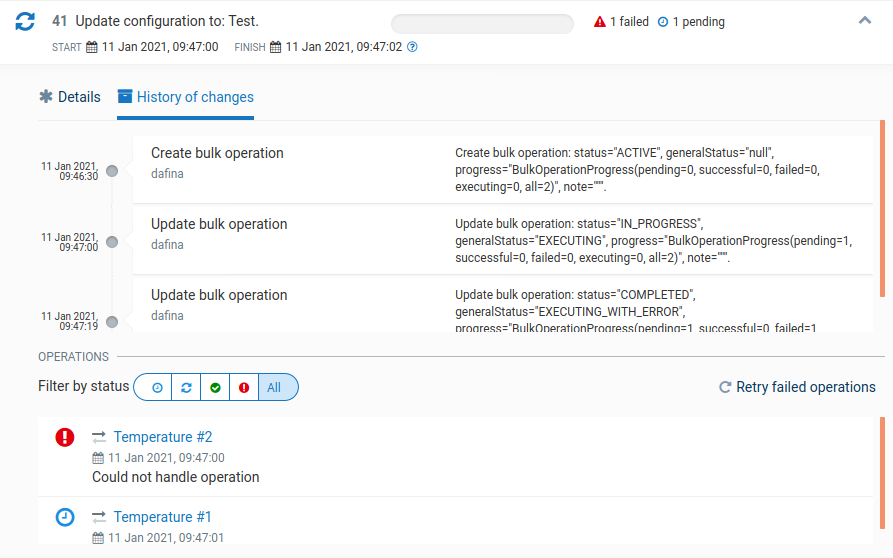 41 Update configuration to: Test.
1 failed 1 pending
START 11 Jan 2021, 09:47:00 FINISH 11 Jan 2021, 09:47:02 ?
Details History of changes
11 Jan 2021,
09:46:30
Create bulk operation
dafina
Create bulk operation: status="ACTIVE", generalStatus="null",
progress="BulkOperationProgress(pending=0, successful=0, failed=0,
executing=0, all=2)", note="".
11 Jan 2021,
09:47:00
Update bulk operation
dafina
Update bulk operation: status="IN_PROGRESS",
generalStatus="EXECUTING", progress="BulkOperationProgress(pending=1,
successful=0, failed=0, executing=0, all=2)", note="".
11 Jan 2021,
09:47:19
Update bulk operation
dafina
Update bulk operation: status="COMPLETED",
generalStatus="EXECUTING_WITH_ERROR",
progress="BulkOperationProgress(pending=1, successful=0, failed=1,
OPERATIONS
Filter by status All Retry failed operations
Temperature #2
11 Jan 2021, 09:47:00
Could not handle operation
Temperature #1
11 Jan 2021, 09:47:01